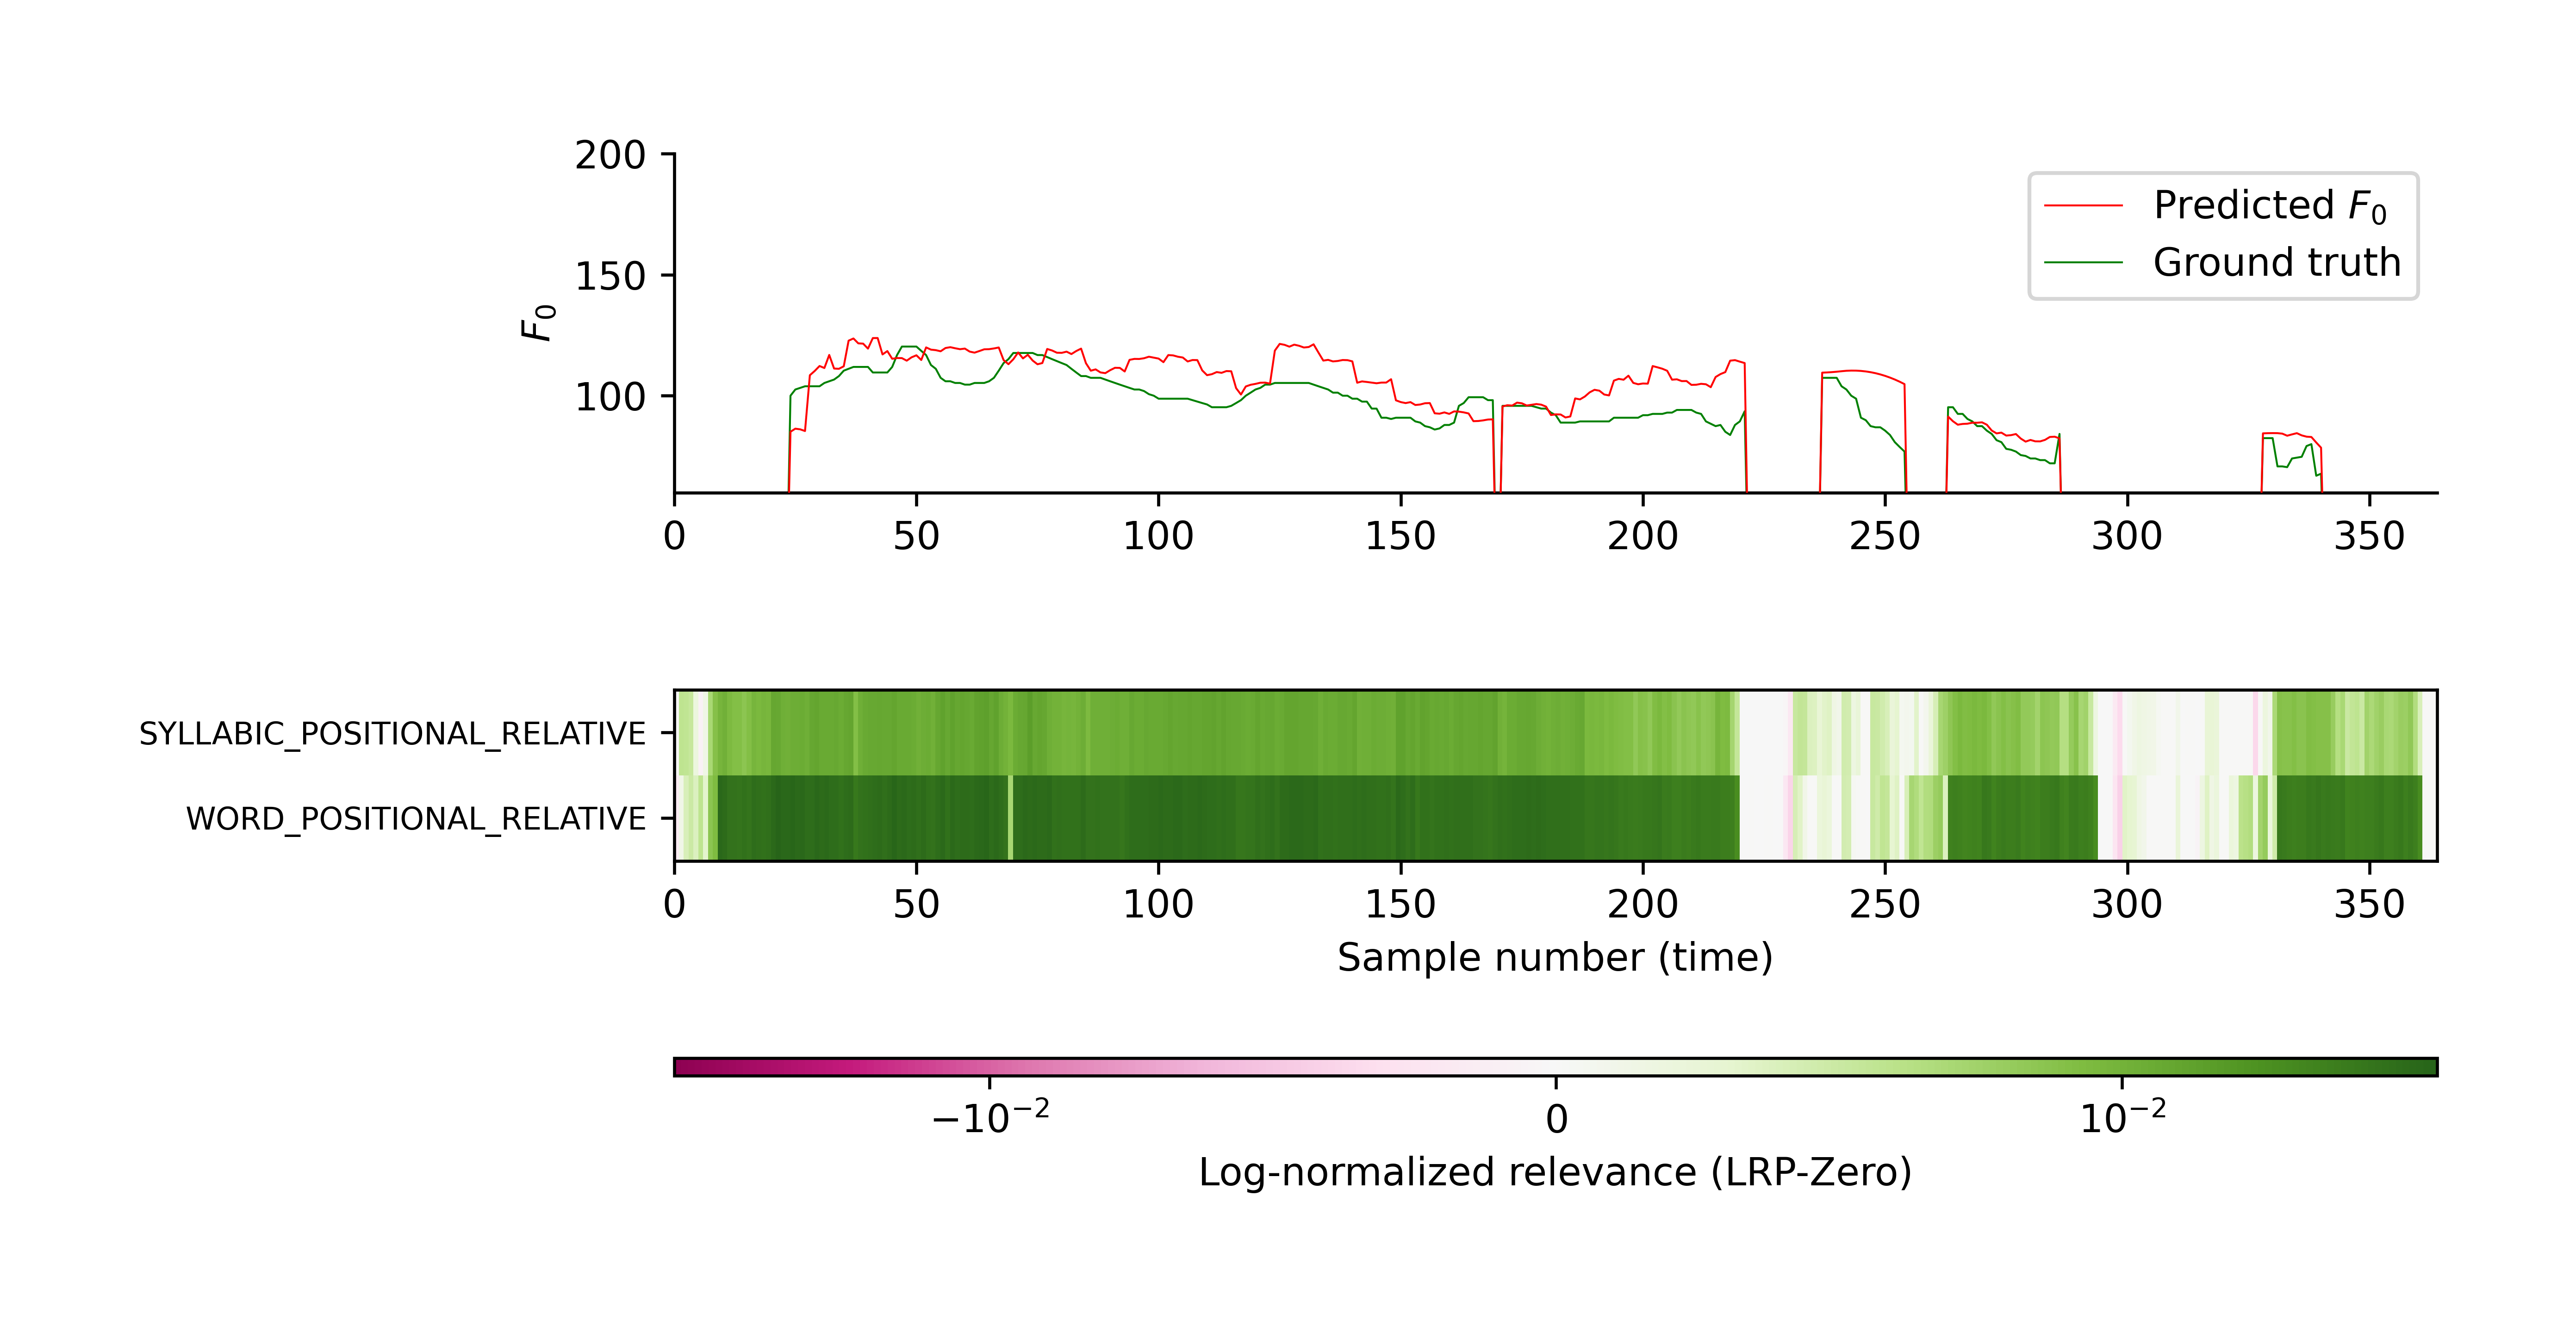 200
150
100
F₀
Predicted F₀
Ground truth
0 50 100 150 200 250 300 350
SYLLABIC_POSITIONAL_RELATIVE
WORD_POSITIONAL_RELATIVE
0 50 100 150 200 250 300 350
Sample number (time)
−10⁻² 0 10⁻²
Log-normalized relevance (LRP-Zero)